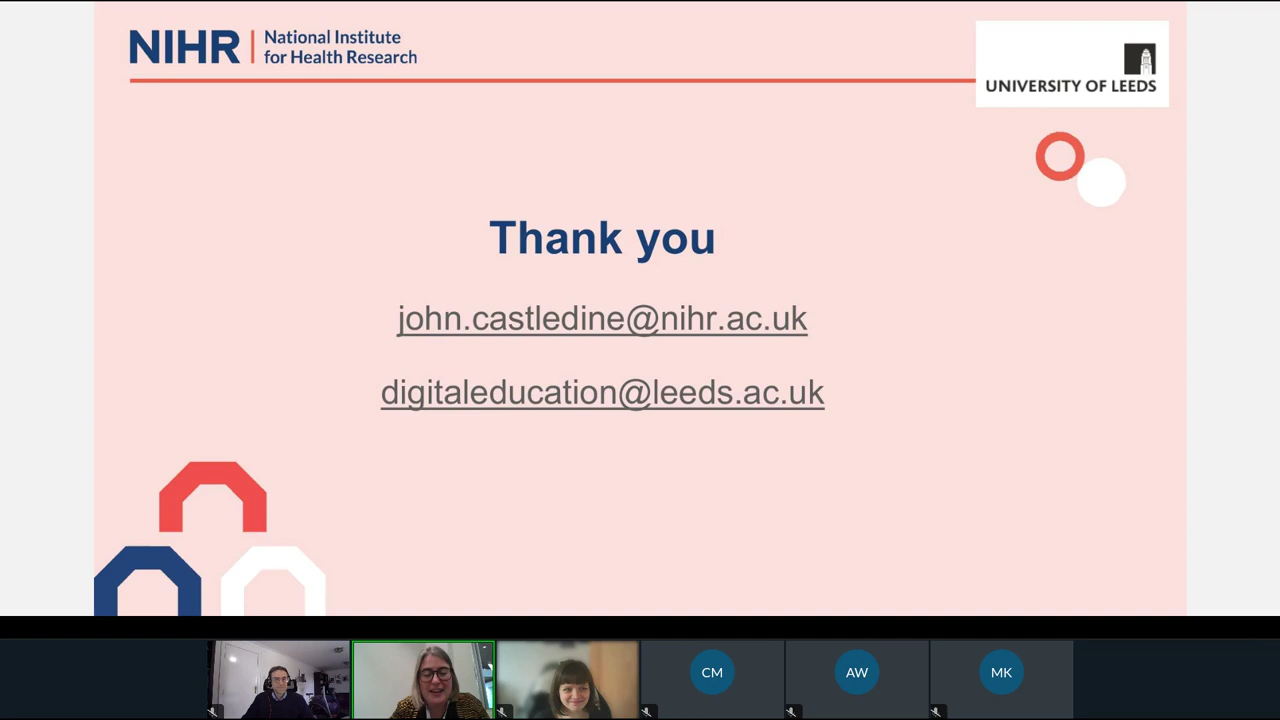 NIHR
National Institute
for Health Research
UNIVERSITY OF LEEDS
Thank you
john.castledine@nihr.ac.uk
digitaleducation@leeds.ac.uk
CM
AW
MK